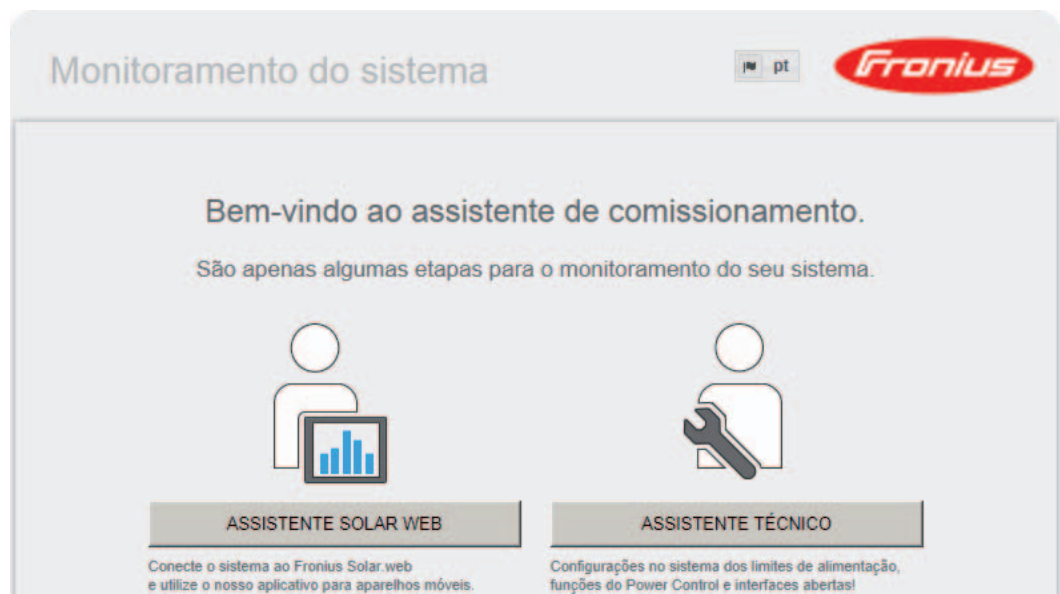 Monitoramento do sistema
pt
Fronius
Bem-vindo ao assistente de comissionamento.
São apenas algumas etapas para o monitoramento do seu sistema.
ASSISTENTE SOLAR WEB
Conecte o sistema ao Fronius Solar.web
e utilize o nosso aplicativo para aparelhos móveis.
ASSISTENTE TÉCNICO
Configurações no sistema dos limites de alimentação,
funções do Power Control e interfaces abertas!